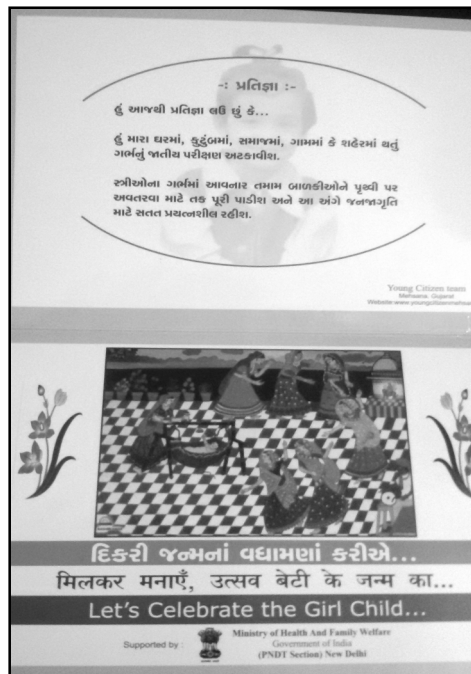 -: પ્રતિજ્ઞા :-
હું આજથી પ્રતિજ્ઞા લઉં છું કે...
હું મારા ઘરમાં, કુટુંબમાં, સમાજમાં, ગામમાં કે શહેરમાં થતું
ગર્ભનું જાતીય પરીક્ષણ અટકાવીશ.
સ્ત્રીઓના ગર્ભમાં આવનાર તમામ બાળકીઓને પૃથ્વી પર
અવતરવા માટે તક પૂરી પાડીશ અને આ અંગે જનજાગૃતિ
માટે સતત પ્રયત્નશીલ રહીશ.
Young Citizen team
Mehsana, Gujarat
Website-www.youngcitizenmehsa
દિકરી જન્મનાં વધામણાં કરીએ...
मिलकर मनाएँ, उत्सव बेटी के जन्म का...
Let's Celebrate the Girl Child...
Supported by :
Ministry of Health And Family Welfare
Government of India
(PNDT Section) New Delhi